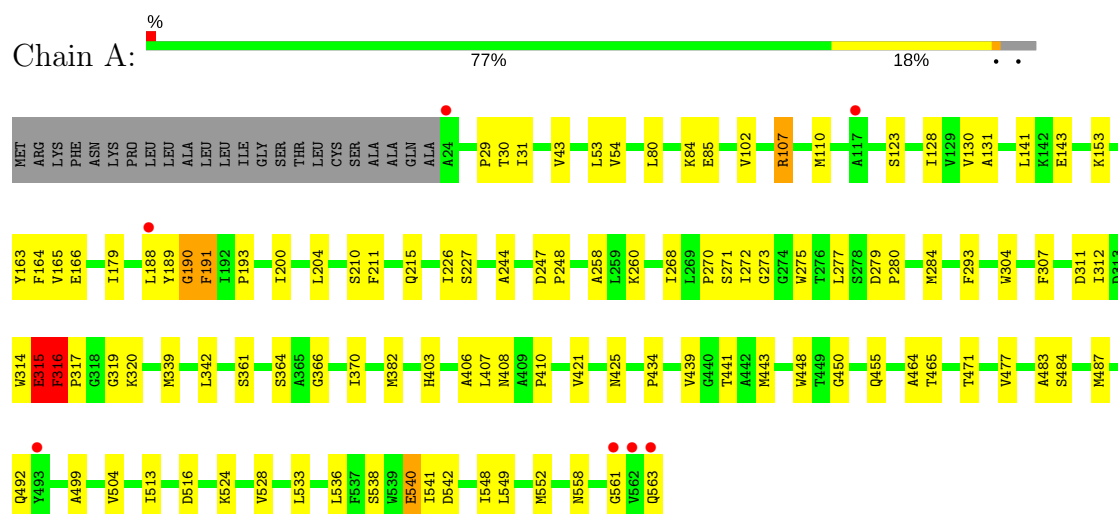 %
Chain A:
77% 18% • •
MET ARG LYS PHE ASN LYS PRO LEU LEU ALA LEU LEU ILE GLY SER THR LEU CYS SER ALA ALA GLN ALA A24 P29 T30 I31 V43 L53 V54 L80 K84 E85 V102 R107 M110 A117 S123 I128 V129 V130 A131 L141 K142 E143 K153
Y163 F164 V165 E166 I179 L188 Y189 G190 F191 I192 P193 I200 L204 S210 F211 Q215 I226 S227 A244 D247 P248 A258 L259 K260 I268 L269 P270 S271 I272 G273 G274 W275 T276 L277 S278 D279 P280 M284 F293 W304 F307 D311 I312 D313
W314 E315 F316 P317 G318 G319 K320 M339 L342 S361 S364 A365 G366 I370 M382 H403 A406 L407 N408 A409 P410 V421 N425 P434 V439 G440 T441 A442 M443 W448 T449 G450 Q455 A464 T465 T471 V477 A483 S484 M487
Q492 Y493 A499 V504 I513 D516 K524 V528 L533 L536 F537 S538 W539 E540 I541 D542 I548 L549 M552 N558 G561 V562 Q563